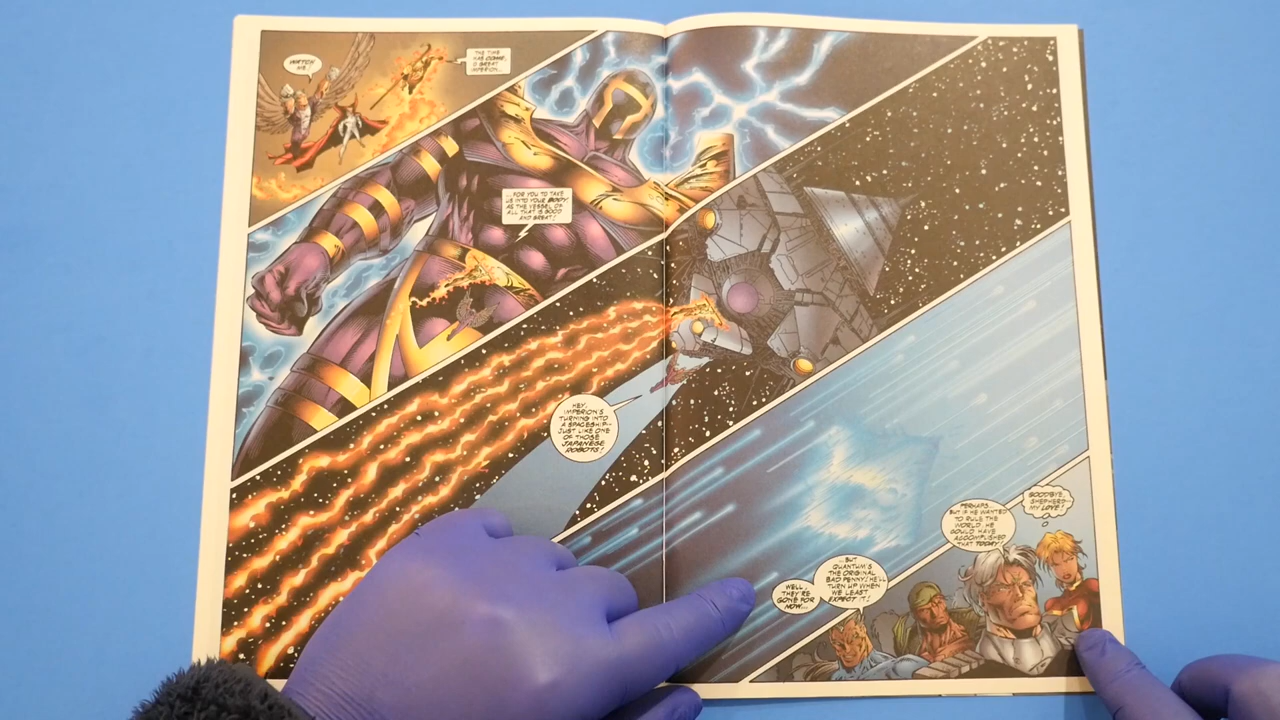 WATCH
ME!
THE TIME
HAS COME,
O GREAT
IMPERION...
...FOR YOU TO TAKE
US INTO YOUR BODY,
AS THE VESSEL OF
ALL THAT IS GOOD
AND GREAT!
HEY,
IMPERION'S
TURNING INTO
A SPACESHIP--
JUST LIKE ONE
OF THOSE
JAPANESE
ROBOTS!
WELL,
THEY'RE
GONE FOR
NOW...
...BUT
QUANTUM'S
THE ORIGINAL
BAD PENNY! HE'LL
TURN UP WHEN
WE LEAST
EXPECT IT!
PERHAPS...
BUT IF HE WANTED
TO RULE THE
WORLD, HE
COULD HAVE
ACCOMPLISHED
THAT TODAY!
GOODBYE,
SHEPHERD--
MY LOVE!